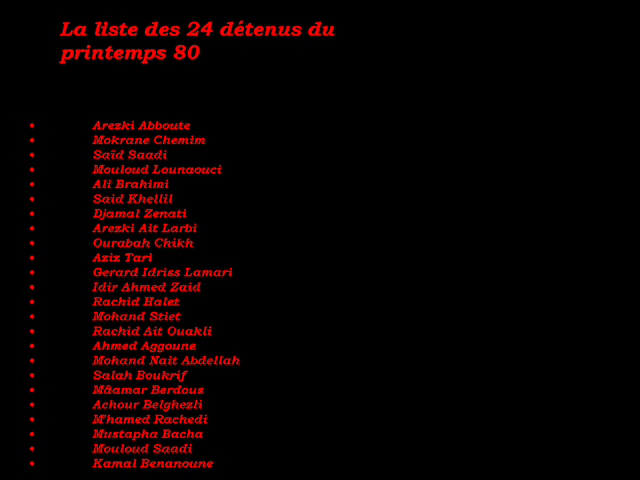 La liste des 24 détenus du
printemps 80
• Arezki Abboute
• Mokrane Chemim
• Saïd Saadi
• Mouloud Lounaouci
• Ali Brahimi
• Said Khellil
• Djamal Zenati
• Arezki Ait Larbi
• Ourabah Chikh
• Aziz Tari
• Gerard Idriss Lamari
• Idir Ahmed Zaid
• Rachid Halet
• Mohand Stiet
• Rachid Ait Ouakli
• Ahmed Aggoune
• Mohand Naït Abdellah
• Salah Boukrif
• Mâamar Berdous
• Achour Belghezli
• M'hamed Rachedi
• Mustapha Bacha
• Mouloud Saadi
• Kamal Benanoune